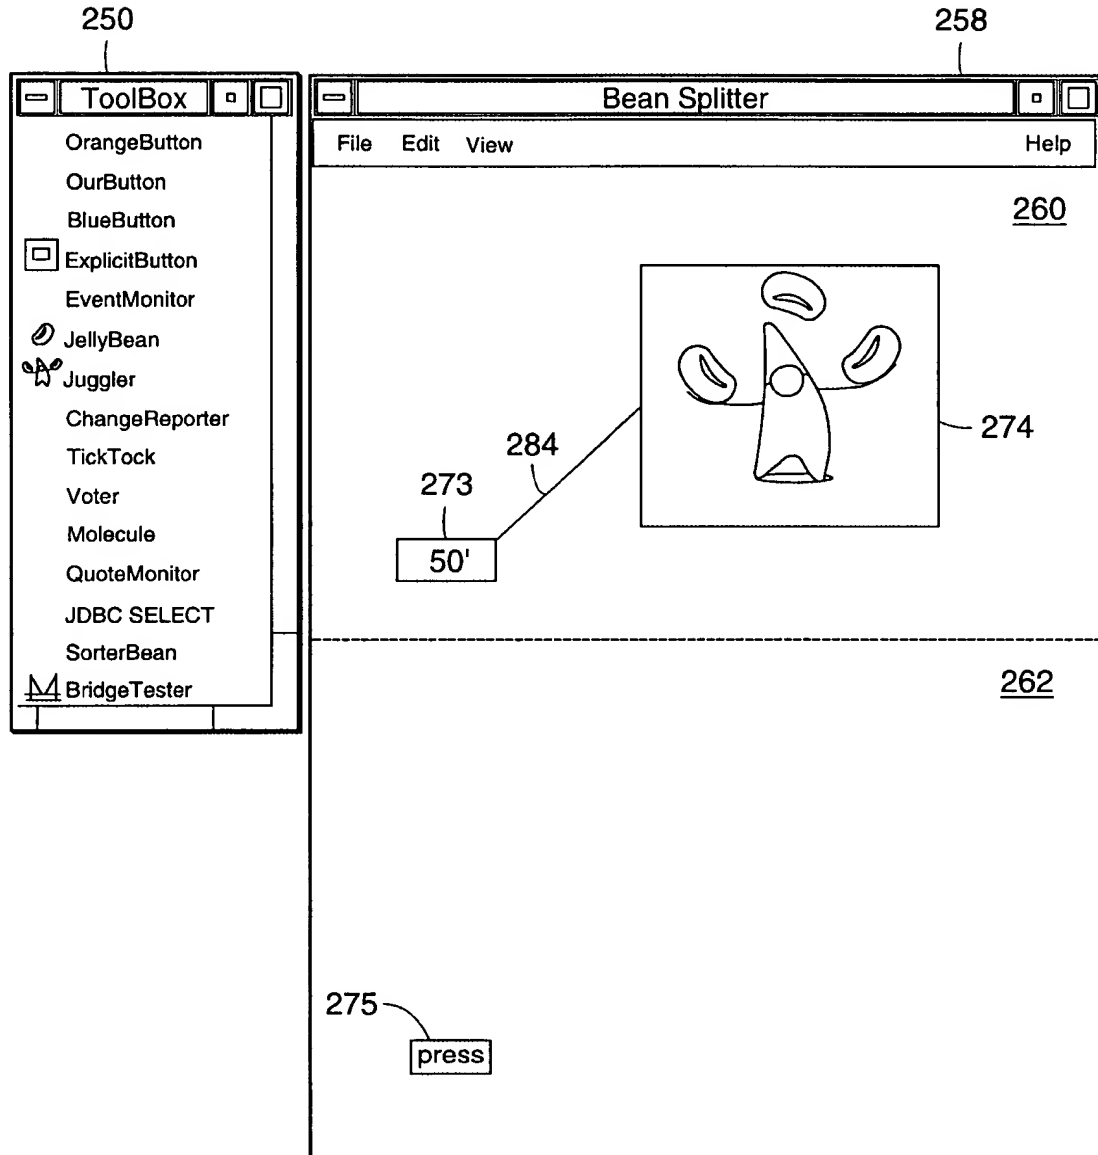 250
258
ToolBox
OrangeButton
OurButton
BlueButton
ExplicitButton
EventMonitor
JellyBean
Juggler
ChangeReporter
TickTock
Voter
Molecule
QuoteMonitor
JDBC SELECT
SorterBean
BridgeTester
Bean Splitter
File Edit View Help
260
274
284
273
50'
262
275
press